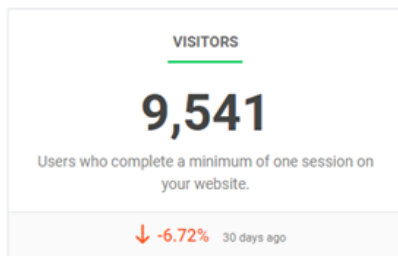 VISITORS
9,541
Users who complete a minimum of one session on
your website.
↓ -6.72% 30 days ago